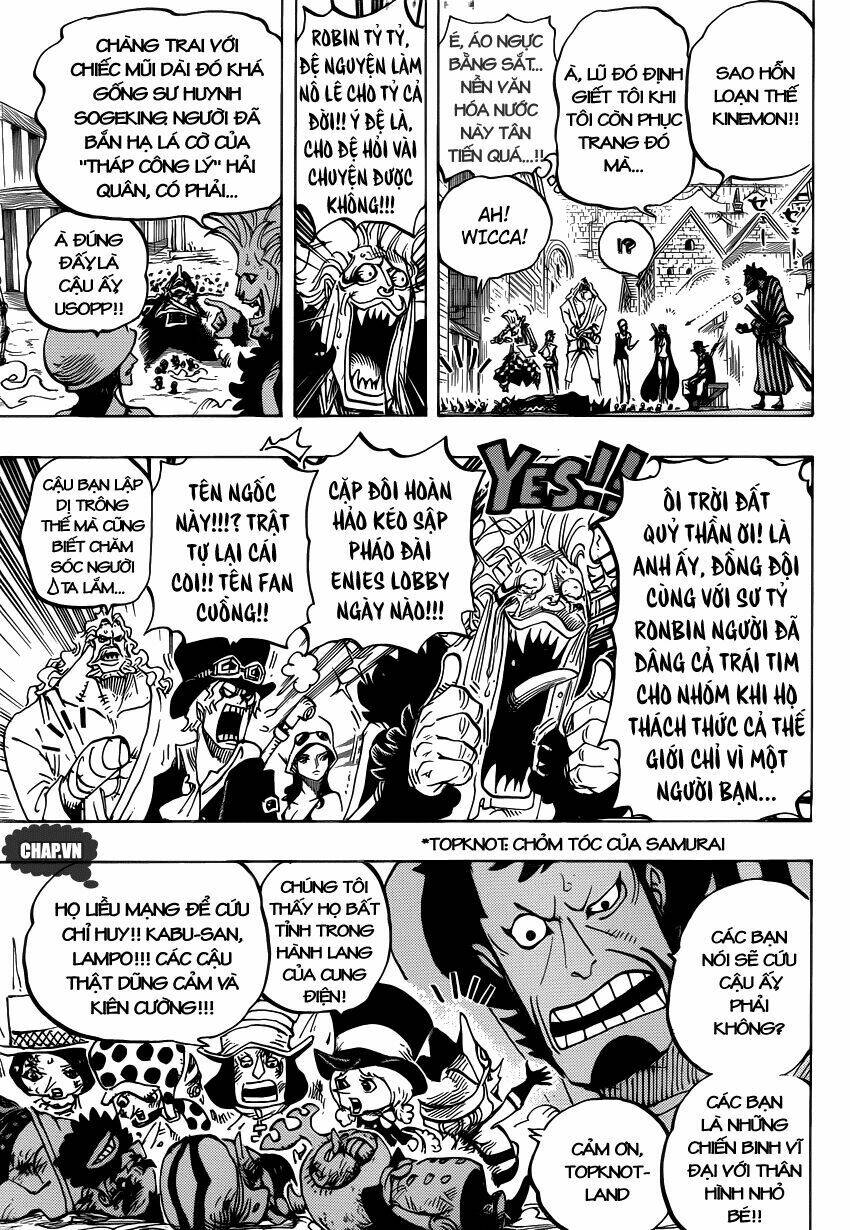 SAO HỖN
LOẠN THẾ
KINEMON!!
À, LŨ ĐÓ ĐỊNH
GIẾT TÔI KHI
TÔI CÒN PHỤC
TRANG ĐÓ
MÀ...
É, ÁO NGỰC
BẰNG SẮT...
NỀN VĂN
HÓA NƯỚC
NÀY TÂN
TIẾN QUÁ...!!
AH!
WICCA!
!?
ROBIN TỶ TỶ,
ĐỆ NGUYỆN LÀM
NÔ LỆ CHO TỶ CẢ
ĐỜI!! Ý ĐỆ LÀ,
CHO ĐỆ HỎI VÀI
CHUYỆN ĐƯỢC
KHÔNG!!!
CHÀNG TRAI VỚI
CHIẾC MŨI DÀI ĐÓ KHÁ
GỐNG SƯ HUYNH
SOGEKING NGƯỜI ĐÃ
BẮN HẠ LÁ CỜ CỦA
"THÁP CÔNG LÝ" HẢI
QUÂN, CÓ PHẢI...
À ĐÚNG
ĐẤY, LÀ
CẬU ẤY
USOPP!!
ÔI TRỜI ĐẤT
QUỶ THẦN ƠI! LÀ
ANH ẤY, ĐỒNG ĐỘI
CÙNG VỚI SƯ TỶ
RONBIN NGƯỜI ĐÃ
DÂNG CẢ TRÁI TIM
CHO NHÓM KHI HỌ
THÁCH THỨC CẢ THẾ
GIỚI CHỈ VÌ MỘT
NGƯỜI BẠN...
YES!!
CẶP ĐÔI HOÀN
HẢO KÉO SẬP
PHÁO ĐÀI
ENIES LOBBY
NGÀY NÀO!!!
TÊN NGỐC
NÀY!!!? TRẬT
TỰ LẠI CÁI
COI!! TÊN FAN
CUỒNG!!
CẬU BẠN LẬP
DỊ TRÔNG
THẾ MÀ CŨNG
BIẾT CHĂM
SÓC NGƯỜI
TA LẮM...
*TOPKNOT: CHỎM TÓC CỦA SAMURAI
CHAP.VN
CÁC BẠN
NÓI SẼ CỨU
CẬU ẤY
PHẢI
KHÔNG?
CÁC BẠN
LÀ NHỮNG
CHIẾN BINH VĨ
ĐẠI VỚI THÂN
HÌNH NHỎ
BÉ!!
CẢM ƠN,
TOPKNOT-
LAND
CHÚNG TÔI
THẤY HỌ BẤT
TỈNH TRONG
HÀNH LANG
CỦA CUNG
ĐIỆN!
HỌ LIỀU MẠNG ĐỂ CỨU
CHỈ HUY!! KABU-SAN,
LAMPO!!! CÁC CẬU
THẬT DŨNG CẢM VÀ
KIÊN CƯỜNG!!!